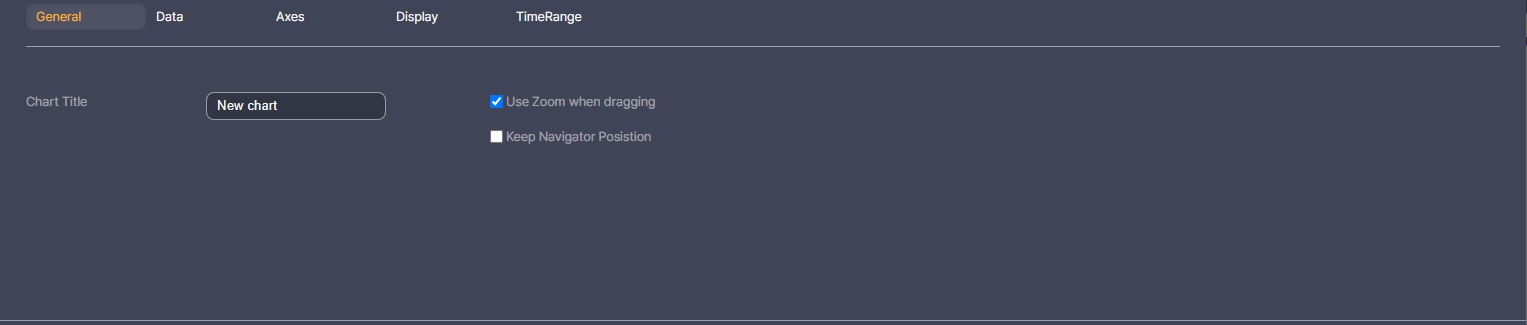 General Data Axes Display TimeRange
Chart Title New chart Use Zoom when dragging
Keep Navigator Posistion